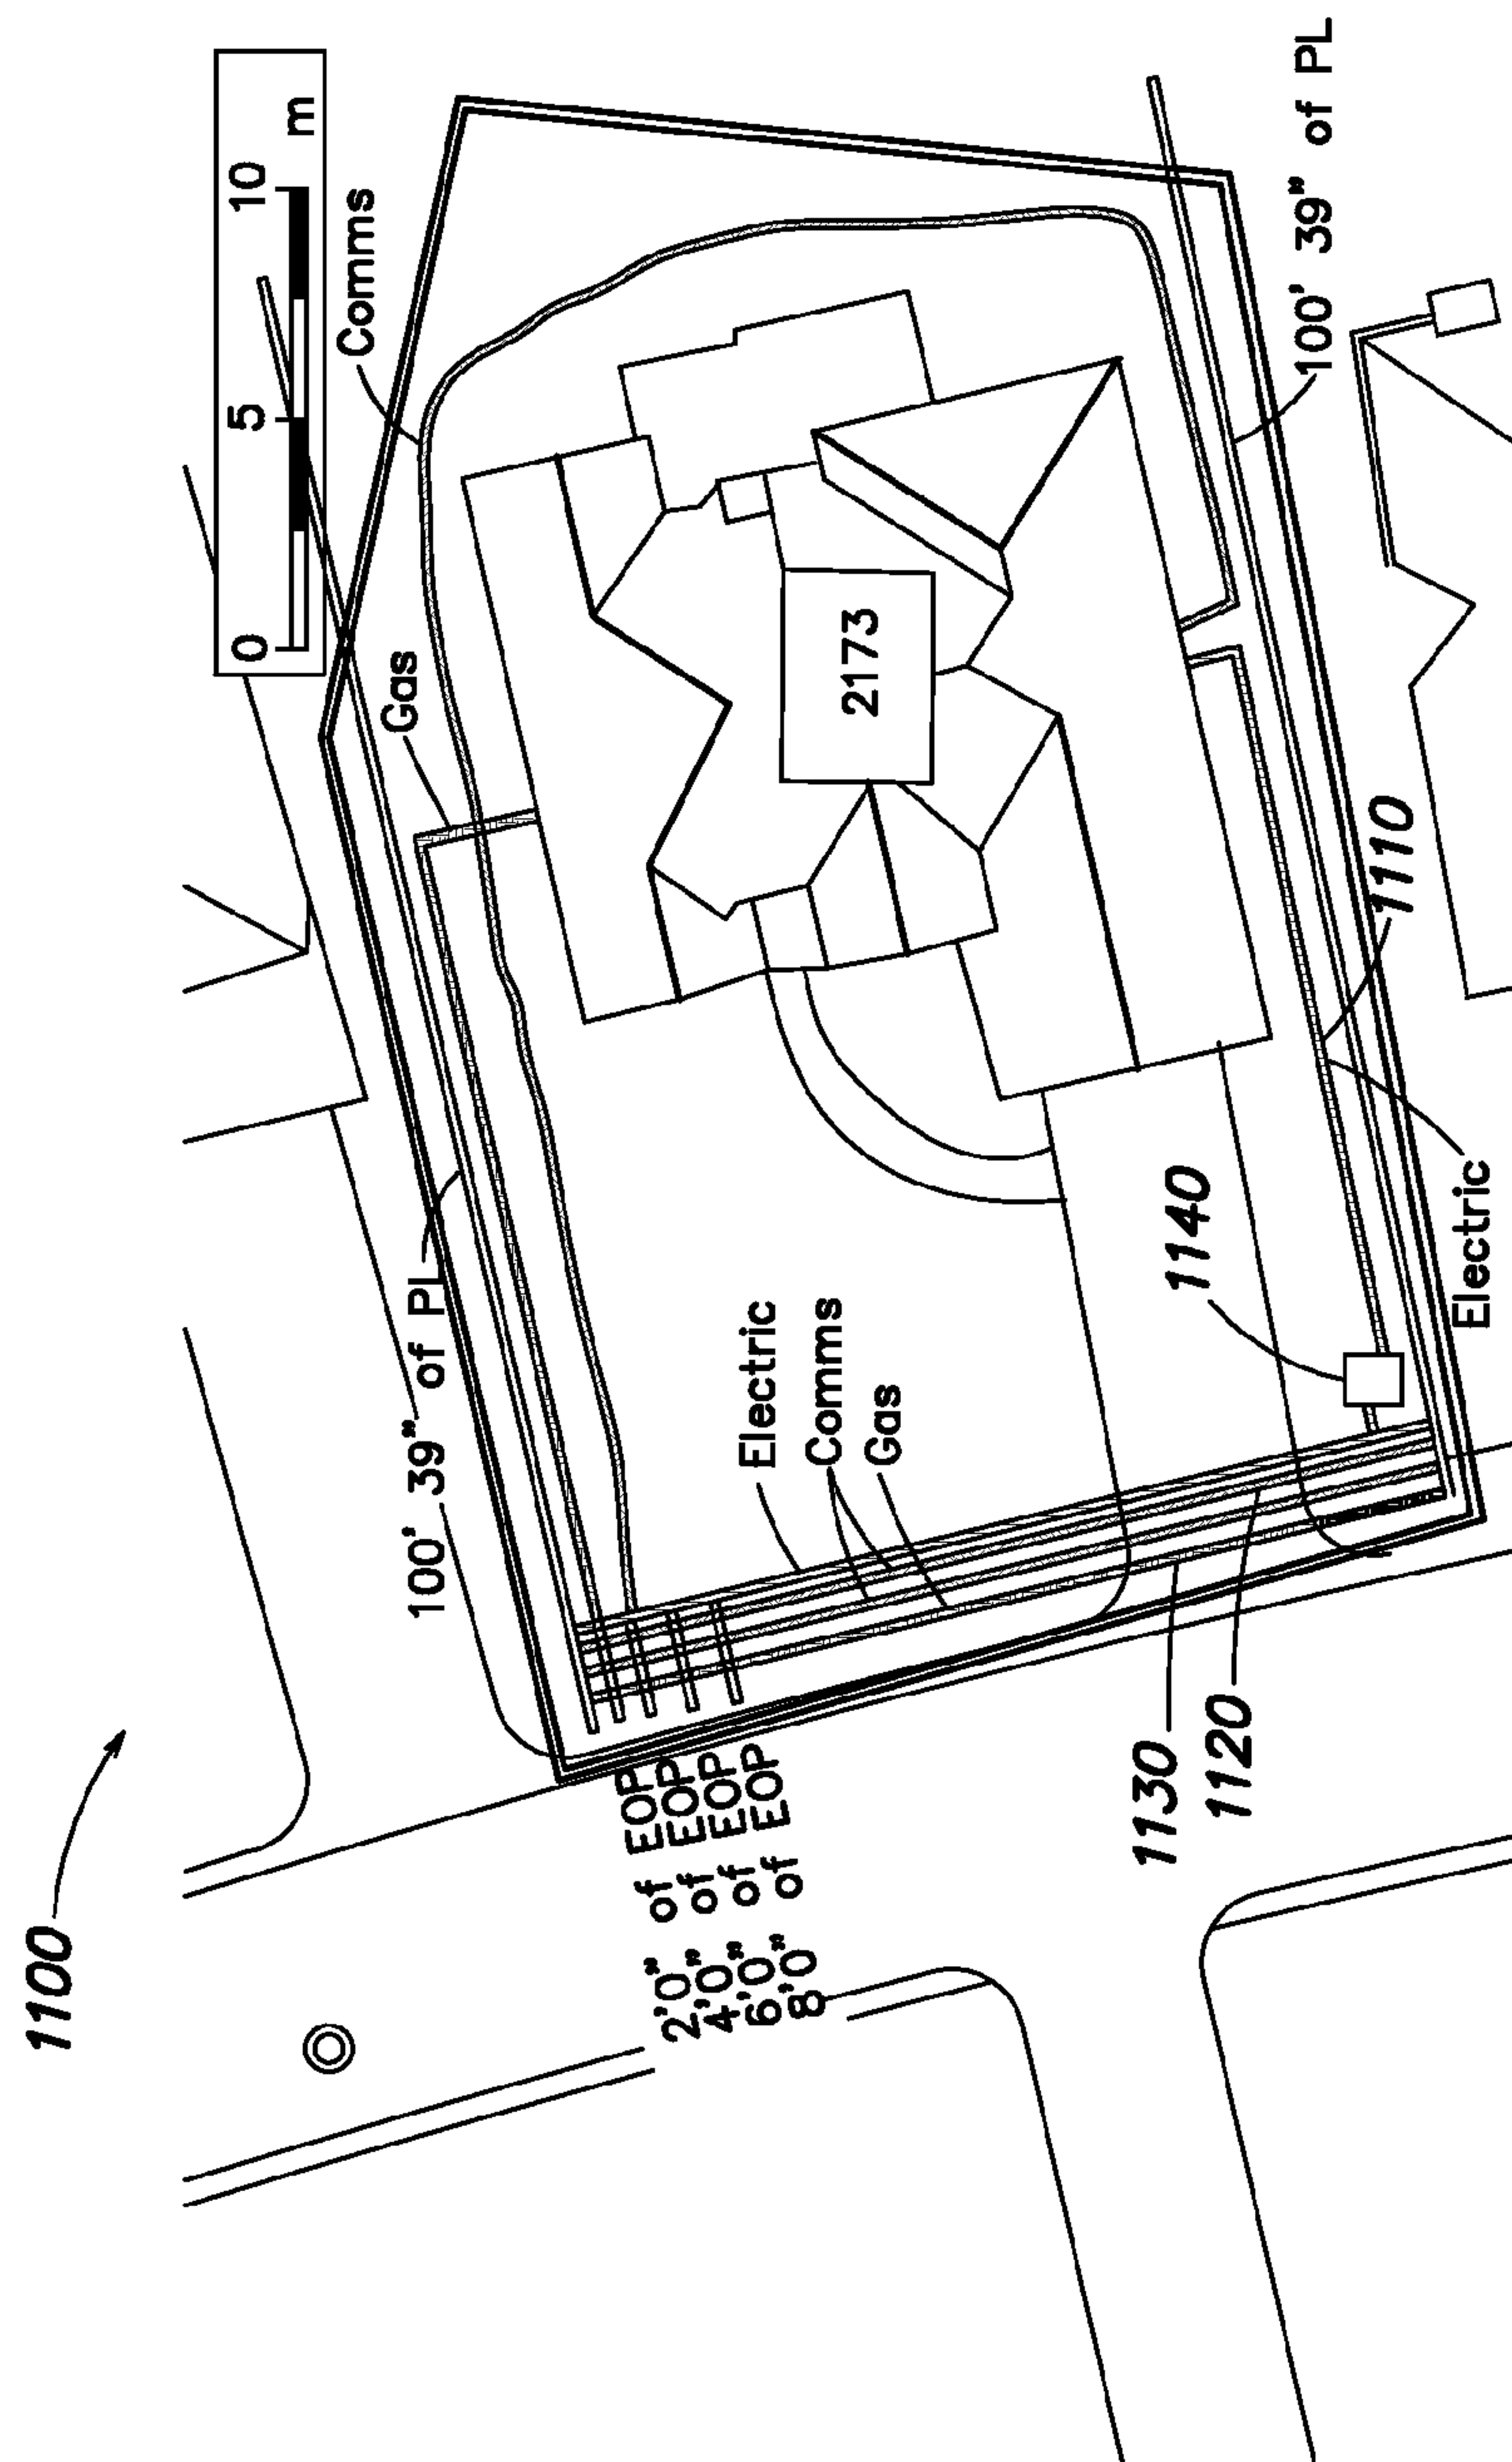 1100
0 5 10 m
Comms
Gas
100' 39" of PL
2173
100' 39" of PL
Electric
Comms
Gas
1140
1110
Electric
1130
1120
2'0" of EOP
4'0" of EOP
6'0" of EOP
8'0" of EOP